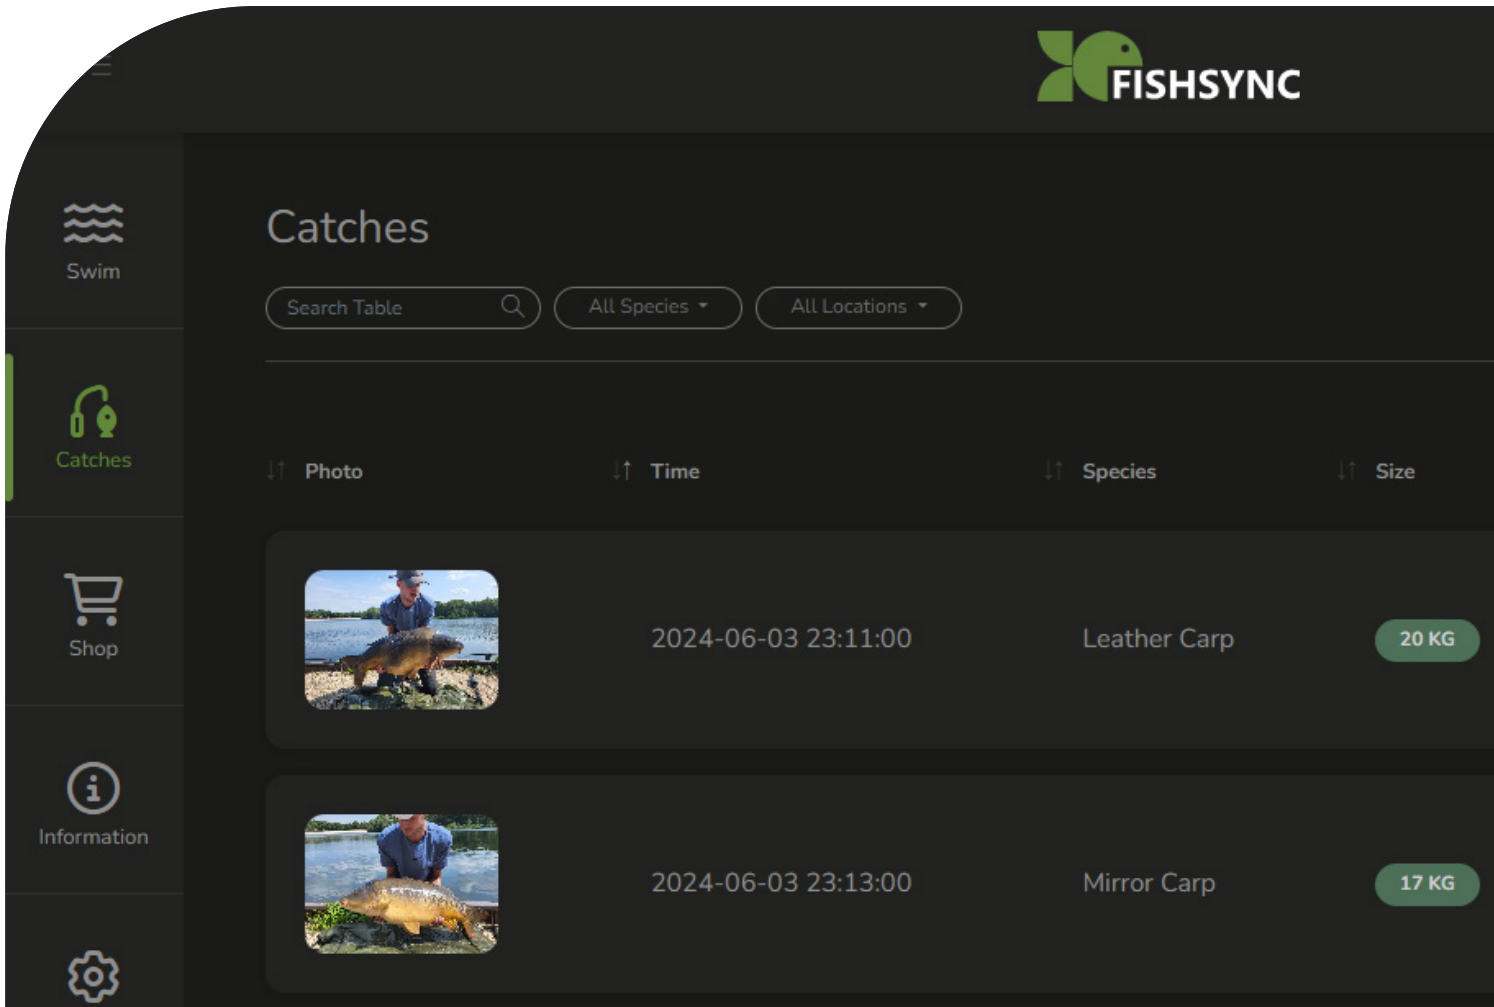 FISHSYNC
Swim
Catches
Shop
Information
Catches
Search Table
All Species
All Locations
Photo Time Species Size
2024-06-03 23:11:00 Leather Carp 20 KG
2024-06-03 23:13:00 Mirror Carp 17 KG